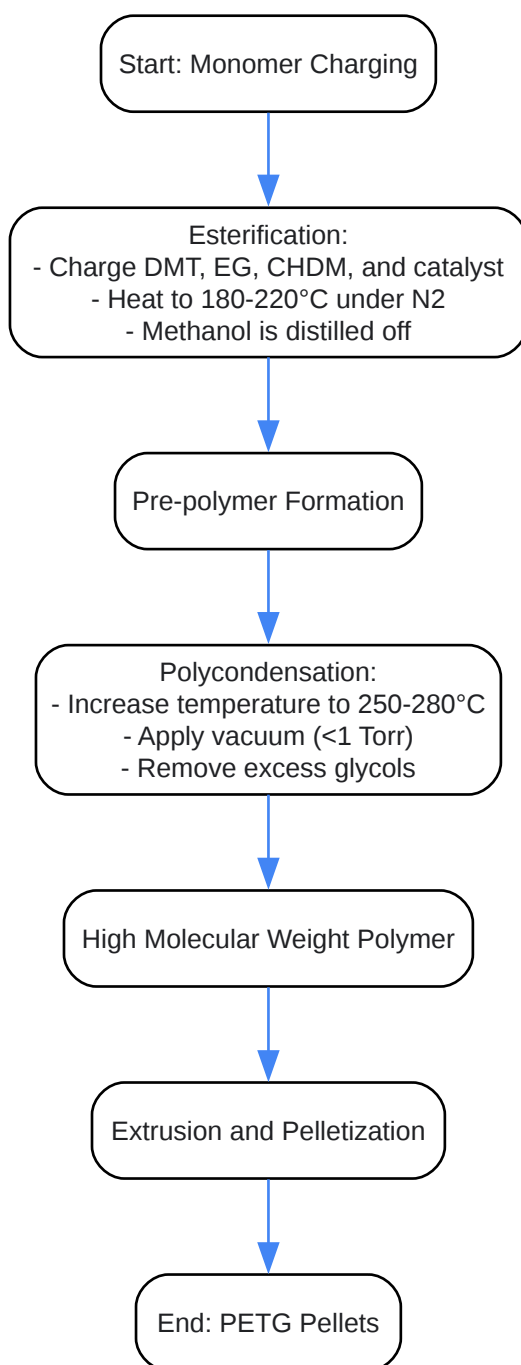 Start: Monomer Charging
Esterification:
- Charge DMT, EG, CHDM, and catalyst
- Heat to 180-220°C under N2
- Methanol is distilled off
Pre-polymer Formation
Polycondensation:
- Increase temperature to 250-280°C
- Apply vacuum (<1 Torr)
- Remove excess glycols
High Molecular Weight Polymer
Extrusion and Pelletization
End: PETG Pellets